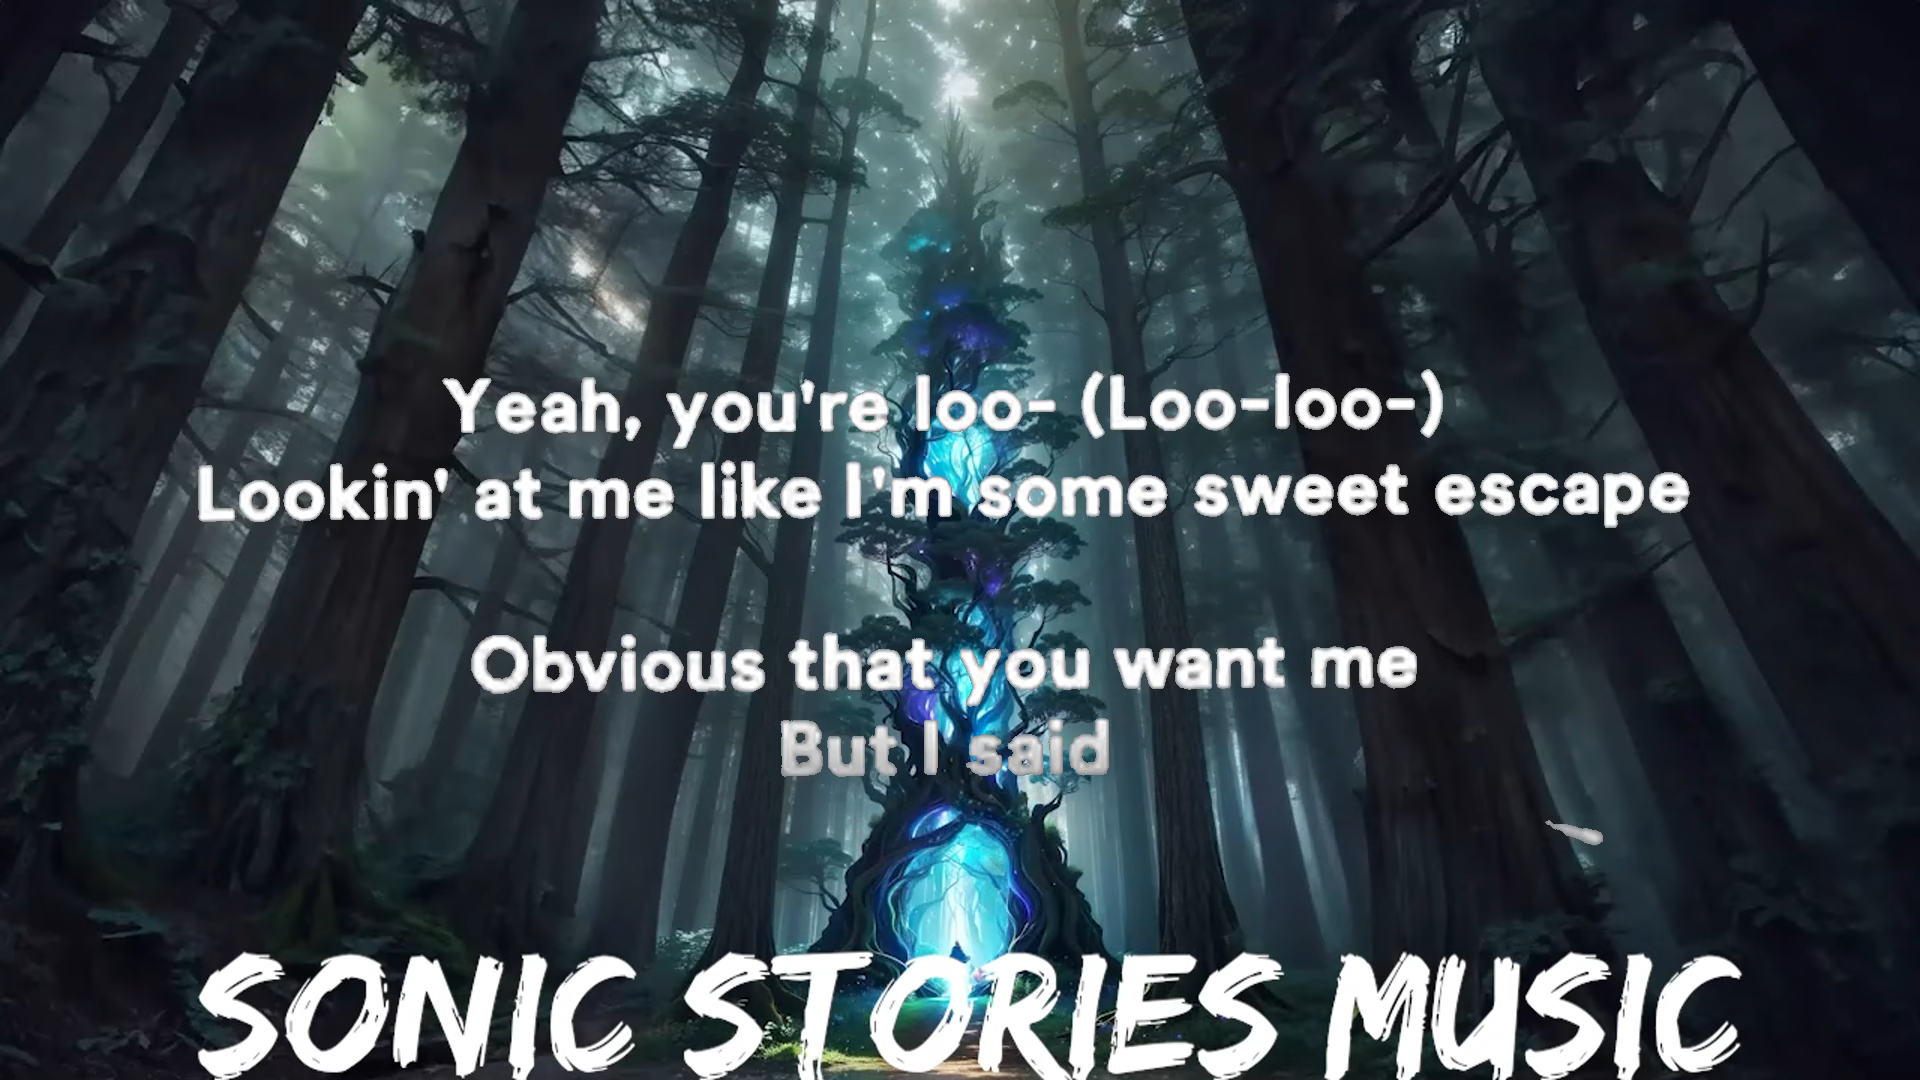 Yeah, you're loo- (Loo-loo-)
Lookin' at me like I'm some sweet escape
Obvious that you want me
But I said
SONIC STORIES MUSIC